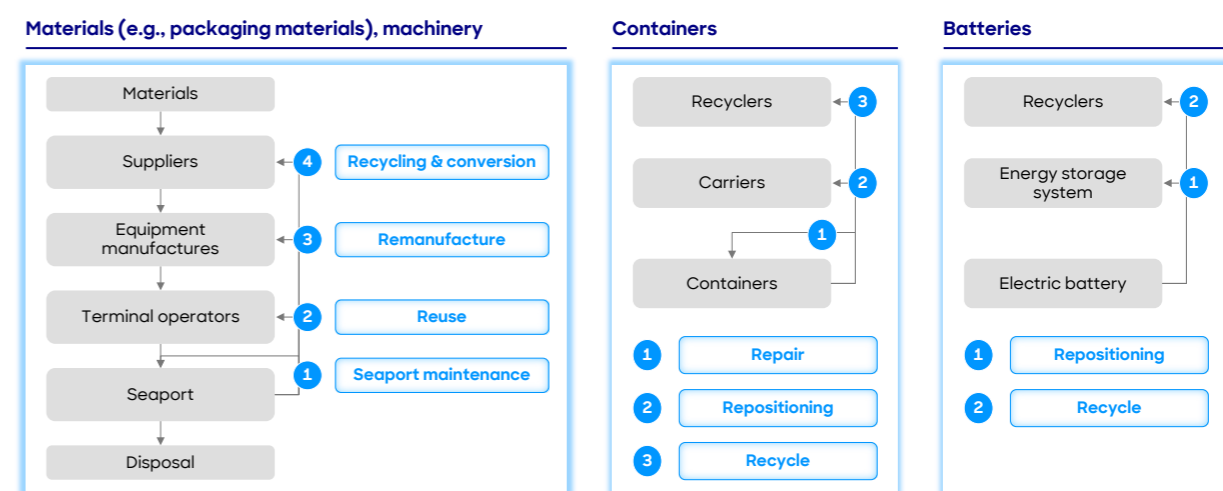 Materials (e.g., packaging materials), machinery
Materials
Suppliers
4
Recycling & conversion
Equipment
manufactures
3
Remanufacture
Terminal operators
2
Reuse
1
Seaport maintenance
Seaport
Disposal
Containers
Recyclers
3
Carriers
2
1
Containers
1
Repair
2
Repositioning
3
Recycle
Batteries
Recyclers
2
Energy storage
system
1
Electric battery
1
Repositioning
2
Recycle